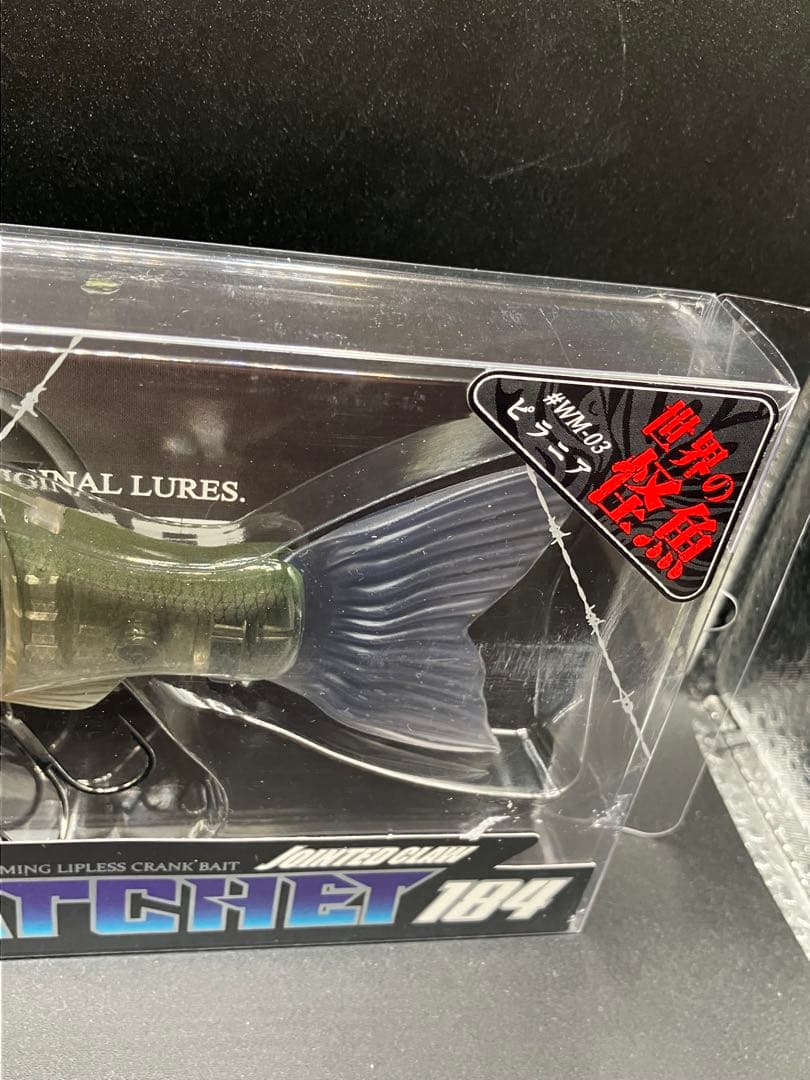 #WM-03
ピラニア
世界の
怪魚
IGINAL LURES.
MING LIPLESS CRANK BAIT
JOINTED CLAW
ATCHET 184